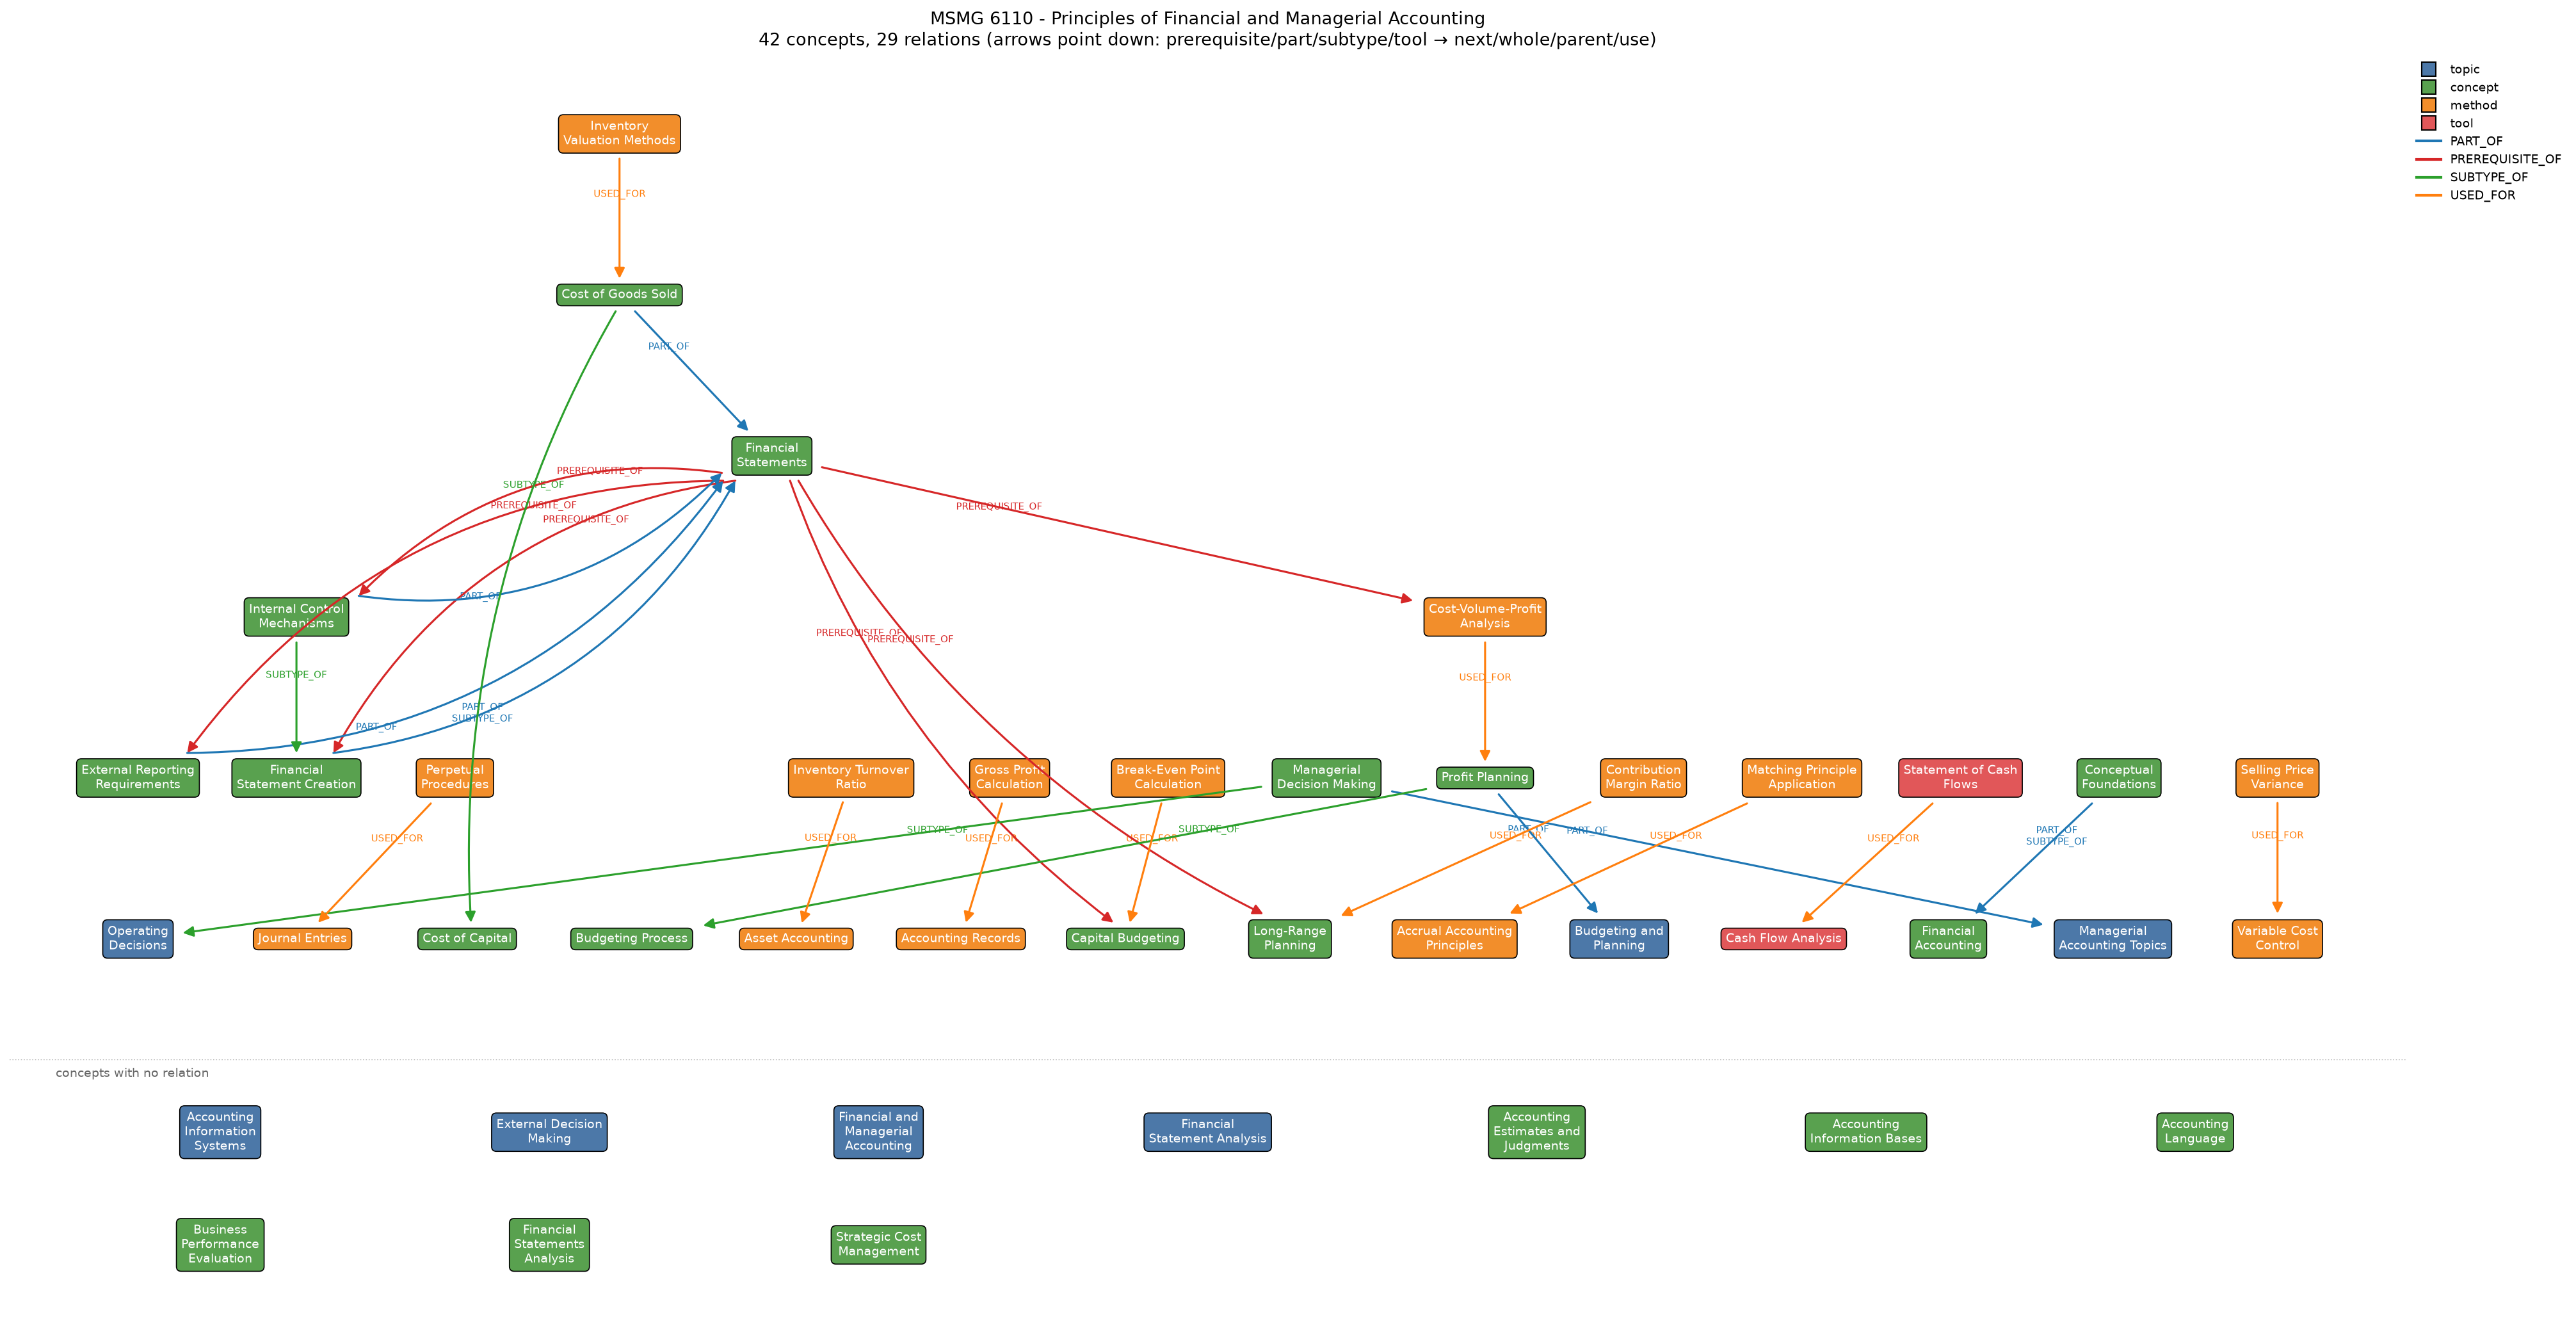 MSMG 6110 - Principles of Financial and Managerial Accounting
42 concepts, 29 relations (arrows point down: prerequisite/part/subtype/tool → next/whole/parent/use)
topic
concept
method
tool
PART_OF
PREREQUISITE_OF
SUBTYPE_OF
USED_FOR
Inventory
Valuation Methods
USED_FOR
Cost of Goods Sold
PART_OF
Financial
Statements
PREREQUISITE_OF
SUBTYPE_OF
PREREQUISITE_OF
PREREQUISITE_OF
PREREQUISITE_OF
Internal Control
Mechanisms
PART_OF
Cost-Volume-Profit
Analysis
PREREQUISITE_OF
PREREQUISITE_OF
SUBTYPE_OF
USED_FOR
PART_OF
SUBTYPE_OF
PART_OF
External Reporting
Requirements
Financial
Statement Creation
Perpetual
Procedures
Inventory Turnover
Ratio
Gross Profit
Calculation
Break-Even Point
Calculation
Managerial
Decision Making
Profit Planning
Contribution
Margin Ratio
Matching Principle
Application
Statement of Cash
Flows
Conceptual
Foundations
Selling Price
Variance
USED_FOR
USED_FOR
SUBTYPE_OF
USED_FOR
USED_FOR
SUBTYPE_OF
PART_OF
USED_FOR
PART_OF
USED_FOR
USED_FOR
PART_OF
SUBTYPE_OF
USED_FOR
Operating
Decisions
Journal Entries
Cost of Capital
Budgeting Process
Asset Accounting
Accounting Records
Capital Budgeting
Long-Range
Planning
Accrual Accounting
Principles
Budgeting and
Planning
Cash Flow Analysis
Financial
Accounting
Managerial
Accounting Topics
Variable Cost
Control
concepts with no relation
Accounting
Information
Systems
External Decision
Making
Financial and
Managerial
Accounting
Financial
Statement Analysis
Accounting
Estimates and
Judgments
Accounting
Information Bases
Accounting
Language
Business
Performance
Evaluation
Financial
Statements
Analysis
Strategic Cost
Management